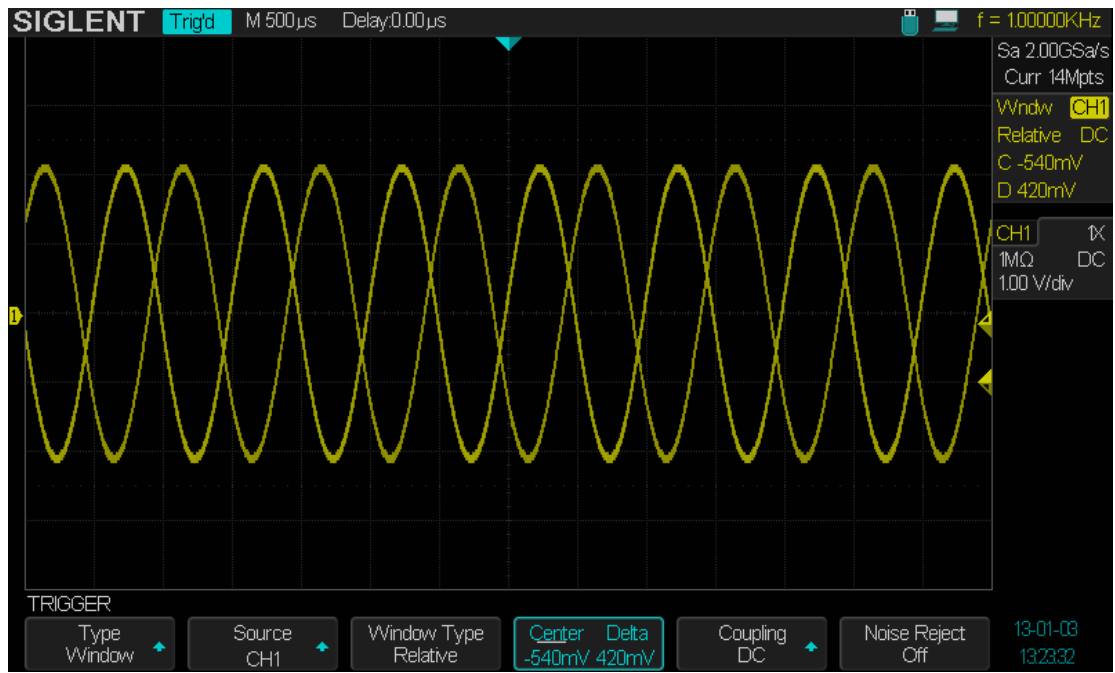 SIGLENT Trig'd M 500μs Delay:0.00μs f = 1.00000KHz
Sa 2.00GSa/s
Curr 14Mpts
Wndw CH1
Relative DC
C -540mV
D 420mV
CH1 1X
1MΩ DC
1.00 V/div
1
TRIGGER
Type
Window
Source
CH1
Window Type
Relative
Center Delta
-540mV 420mV
Coupling
DC
Noise Reject
Off
13-01-03
13:23:32